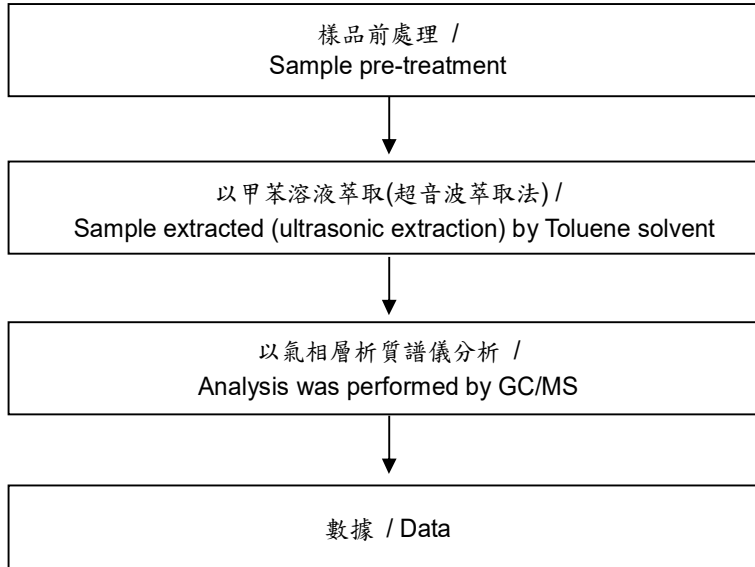 樣品前處理 /
Sample pre-treatment
以甲苯溶液萃取(超音波萃取法) /
Sample extracted (ultrasonic extraction) by Toluene solvent
以氣相層析質譜儀分析 /
Analysis was performed by GC/MS
數據 / Data